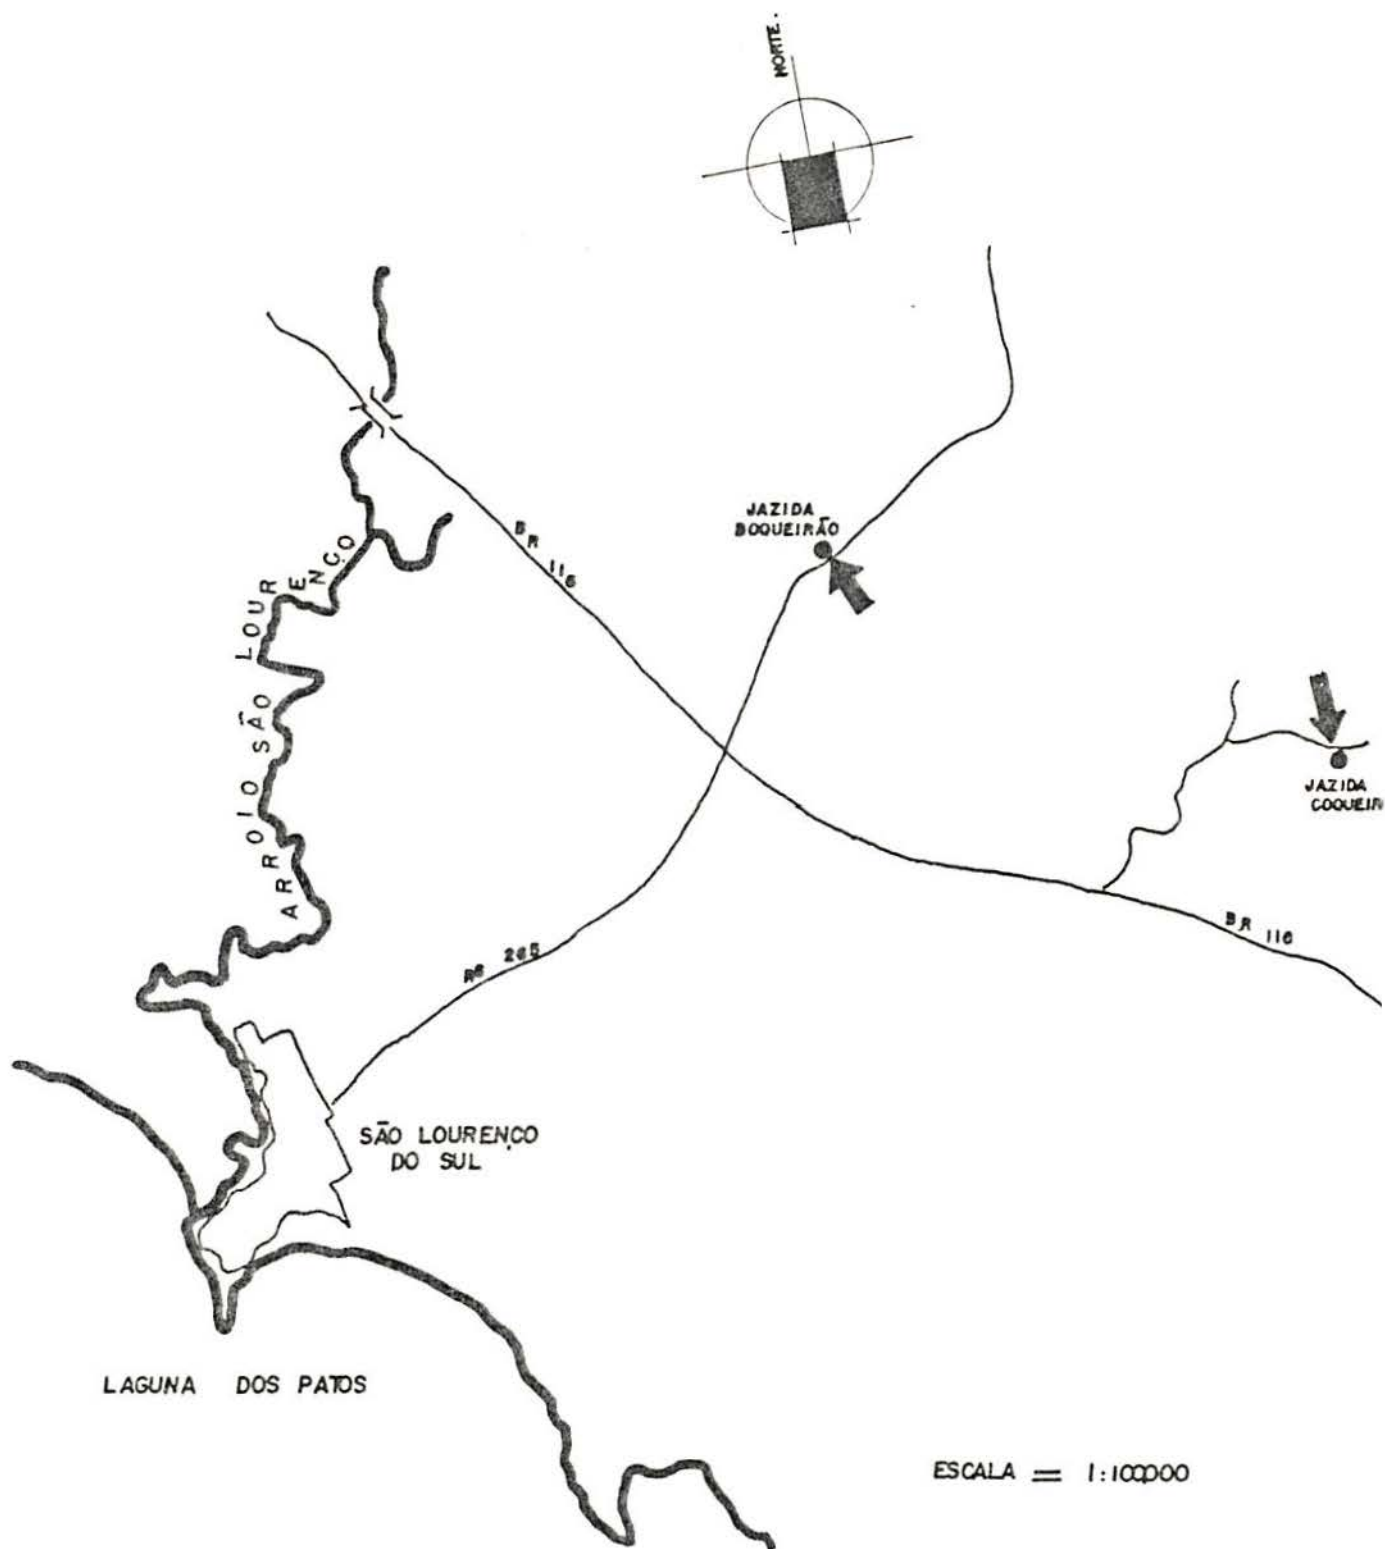 NORTE.
JAZIDA
BOQUEIRÃO
BR 116
ARROIO SÃO LOURENÇO
JAZIDA
COQUEIR
BR 116
RS 265
SÃO LOURENÇO
DO SUL
LAGUNA DOS PATOS
ESCALA = 1:100000